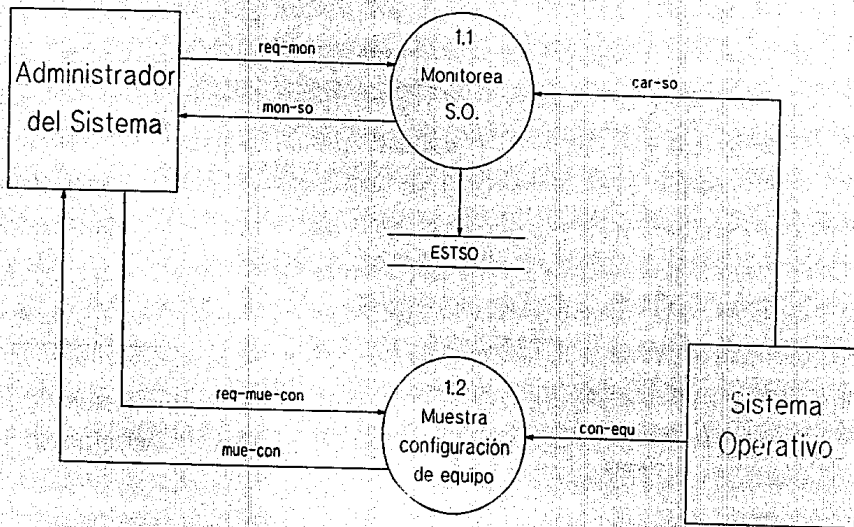 Administrador
del Sistema
req-mon
mon-so
1.1
Monitorea
S.O.
car-so
ESTSO
req-mue-con
mue-con
1.2
Muestra
configuración
de equipo
con-equ
Sistema
Operativo